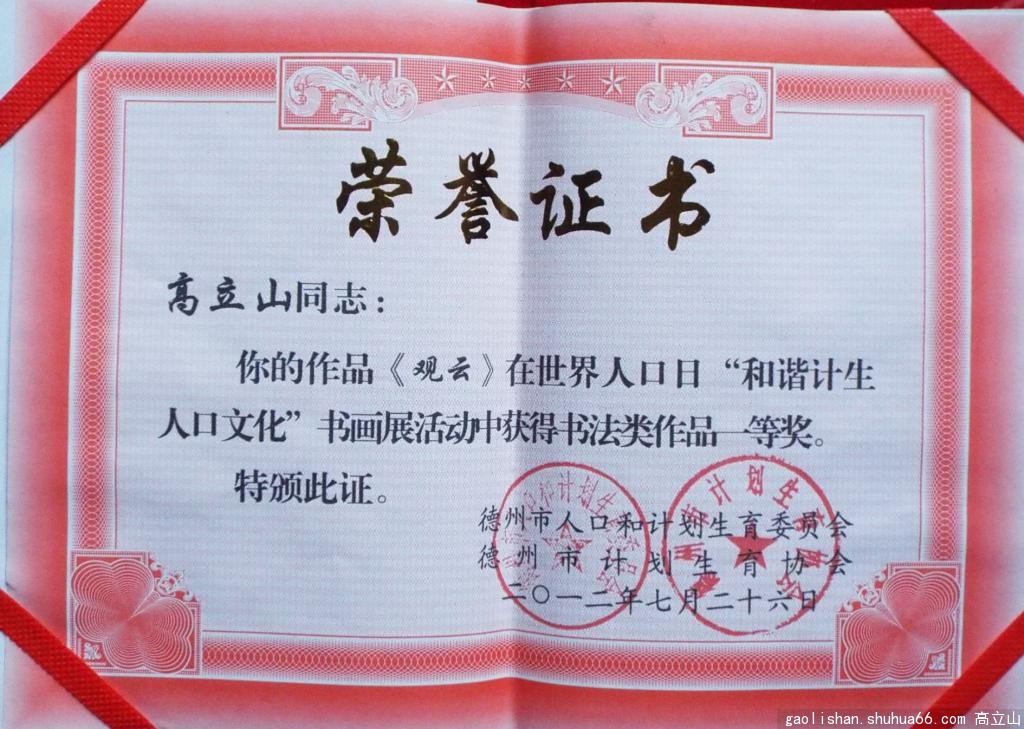 荣誉证书
高立山同志：
你的作品《观云》在世界人口日“和谐计生
人口文化”书画展活动中获得书法类作品一等奖。
特颁此证。
德州市人口和计划生育委员会
德州市计划生育协会
二〇一二年七月二十六日
gaolishan.shuhua66.com 高立山